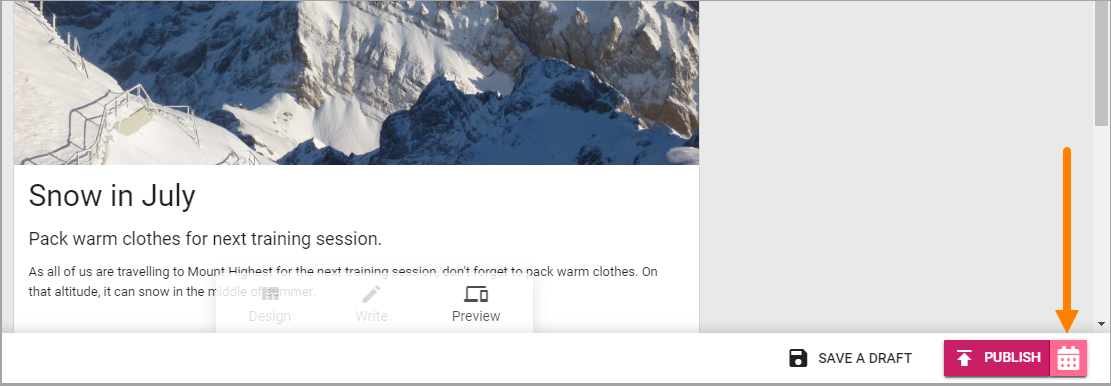 Snow in July
Pack warm clothes for next training session.
As all of us are travelling to Mount Highest for the next training session, don't forget to pack warm clothes. On
that altitude, it can snow in the middle of summer.
Design Write Preview
SAVE A DRAFT PUBLISH